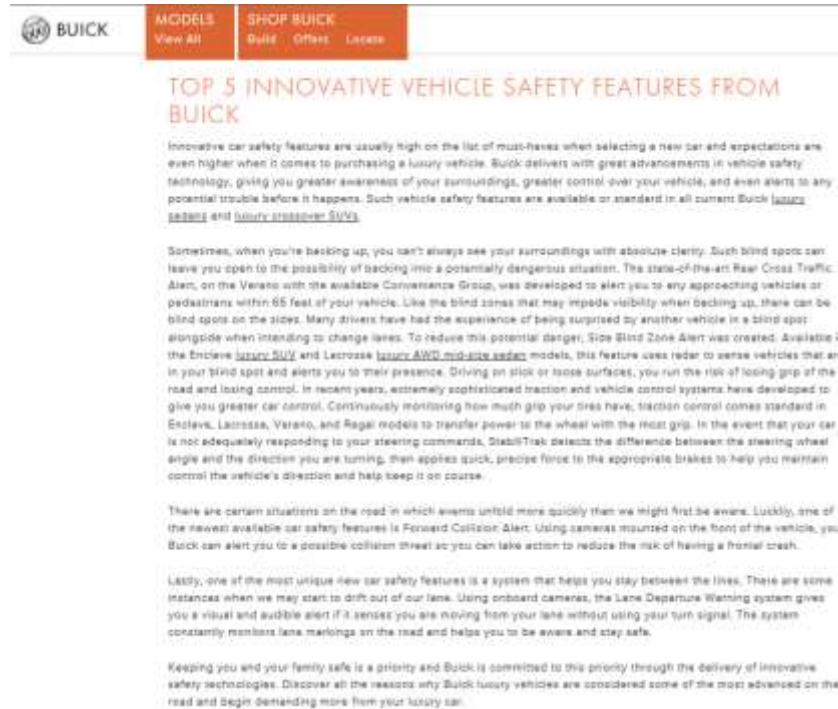 BUICK
MODELS
View All
SHOP BUICK
Build Offers Locate
TOP 5 INNOVATIVE VEHICLE SAFETY FEATURES FROM
BUICK
Innovative car safety features are usually high on the list of must-haves when selecting a new car and expectations are
even higher when it comes to purchasing a luxury vehicle. Buick delivers with great advancements in vehicle safety
technology, giving you greater awareness of your surroundings, greater control over your vehicle, and even alerts to any
potential trouble before it happens. Such vehicle safety features are available or standard in all current Buick luxury
sedans and luxury crossover SUVs.
Sometimes, when you're backing up, you can't always see your surroundings with absolute clarity. Such blind spots can
leave you open to the possibility of backing into a potentially dangerous situation. The state-of-the-art Rear Cross Traffic
Alert, on the Verano with the available Convenience Group, was developed to alert you to any approaching vehicles or
pedestrians within 65 feet of your vehicle. Like the blind zones that may impede visibility when backing up, there can be
blind spots on the sides. Many drivers have had the experience of being surprised by another vehicle in a blind spot
alongside when intending to change lanes. To reduce this potential danger, Side Blind Zone Alert was created. Available
the Enclave luxury SUV and Lacrosse luxury AWD mid-size sedan models, this feature uses radar to sense vehicles that
in your blind spot and alerts you to their presence. Driving on slick or loose surfaces, you run the risk of losing grip of the
road and losing control. In recent years, extremely sophisticated traction and vehicle control systems have developed to
give you greater car control. Continuously monitoring how much grip your tires have, traction control comes standard in
Enclave, Lacrosse, Verano, and Regal models to transfer power to the wheel with the most grip. In the event that your car
is not adequately responding to your steering commands, StabiliTrak detects the difference between the steering wheel
angle and the direction you are turning, then applies quick, precise force to the appropriate brakes to help you maintain
control the vehicle's direction and help keep it on course.
There are certain situations on the road in which events unfold more quickly than we might first be aware. Luckily, one of
the newest available car safety features is Forward Collision Alert. Using cameras mounted on the front of the vehicle,
Buick can alert you to a possible collision threat so you can take action to reduce the risk of having a frontal crash.
Lastly, one of the most unique new car safety features is a system that helps you stay between the lines. There are some
instances when we may start to drift out of our lane. Using onboard cameras, the Lane Departure Warning system gives
you a visual and audible alert if it senses you are moving from your lane without using your turn signal. The system
constantly monitors lane markings on the road and helps you to be aware and stay safe.
Keeping you and your family safe is a priority and Buick is committed to this priority through the delivery of innovative
safety technologies. Discover all the reasons why Buick luxury vehicles are considered some of the most advanced on the
road and begin demanding more from your luxury car.